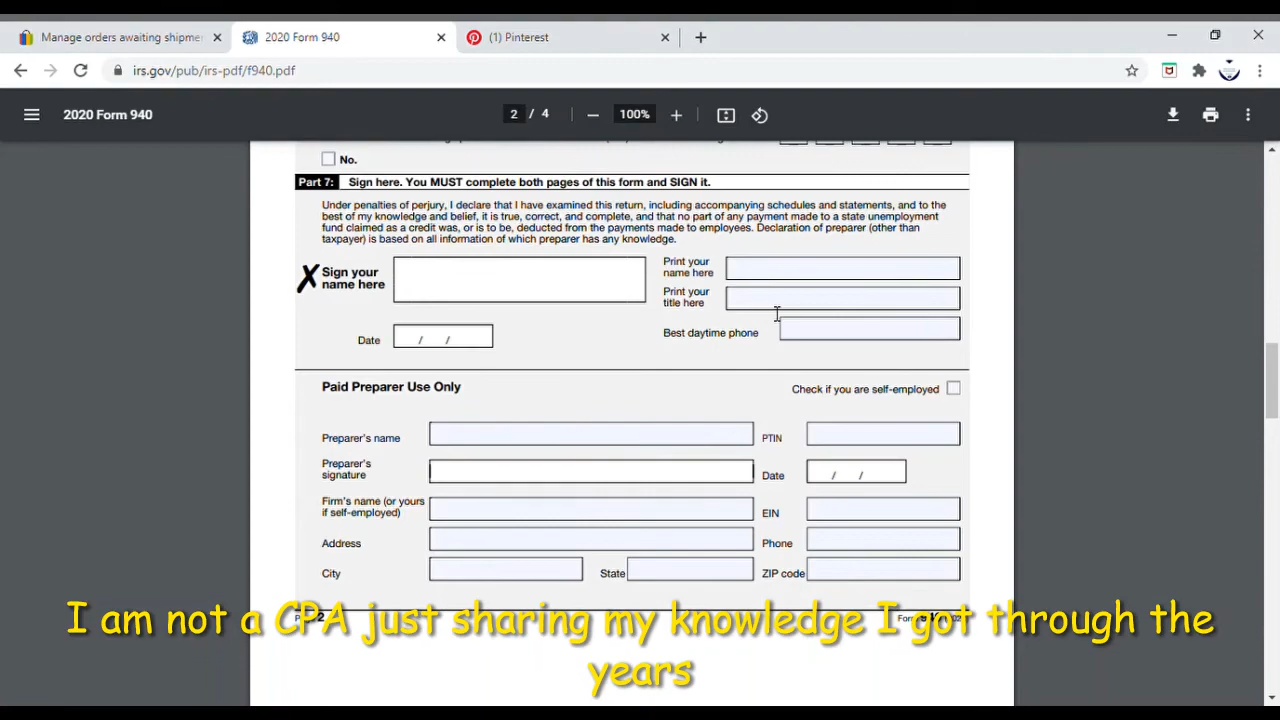 Manage orders awaiting shipme
2020 Form 940
(1) Pinterest
irs.gov/pub/irs-pdf/f940.pdf
2020 Form 940
2 / 4
100%
No.
Part 7: Sign here. You MUST complete both pages of this form and SIGN it.
Under penalties of perjury, I declare that I have examined this return, including accompanying schedules and statements, and to the
best of my knowledge and belief, it is true, correct, and complete, and that no part of any payment made to a state unemployment
fund claimed as a credit was, or is to be, deducted from the payments made to employees. Declaration of preparer (other than
taxpayer) is based on all information of which preparer has any knowledge.
X Sign your
name here
Print your
name here
Print your
title here
Date / /
Best daytime phone
Paid Preparer Use Only
Check if you are self-employed
Preparer's name
PTIN
Preparer's
signature
Date / /
Firm's name (or yours
if self-employed)
EIN
Address
Phone
City
State
ZIP code
2
Form 940
I am not a CPA just sharing my knowledge I got through the
years